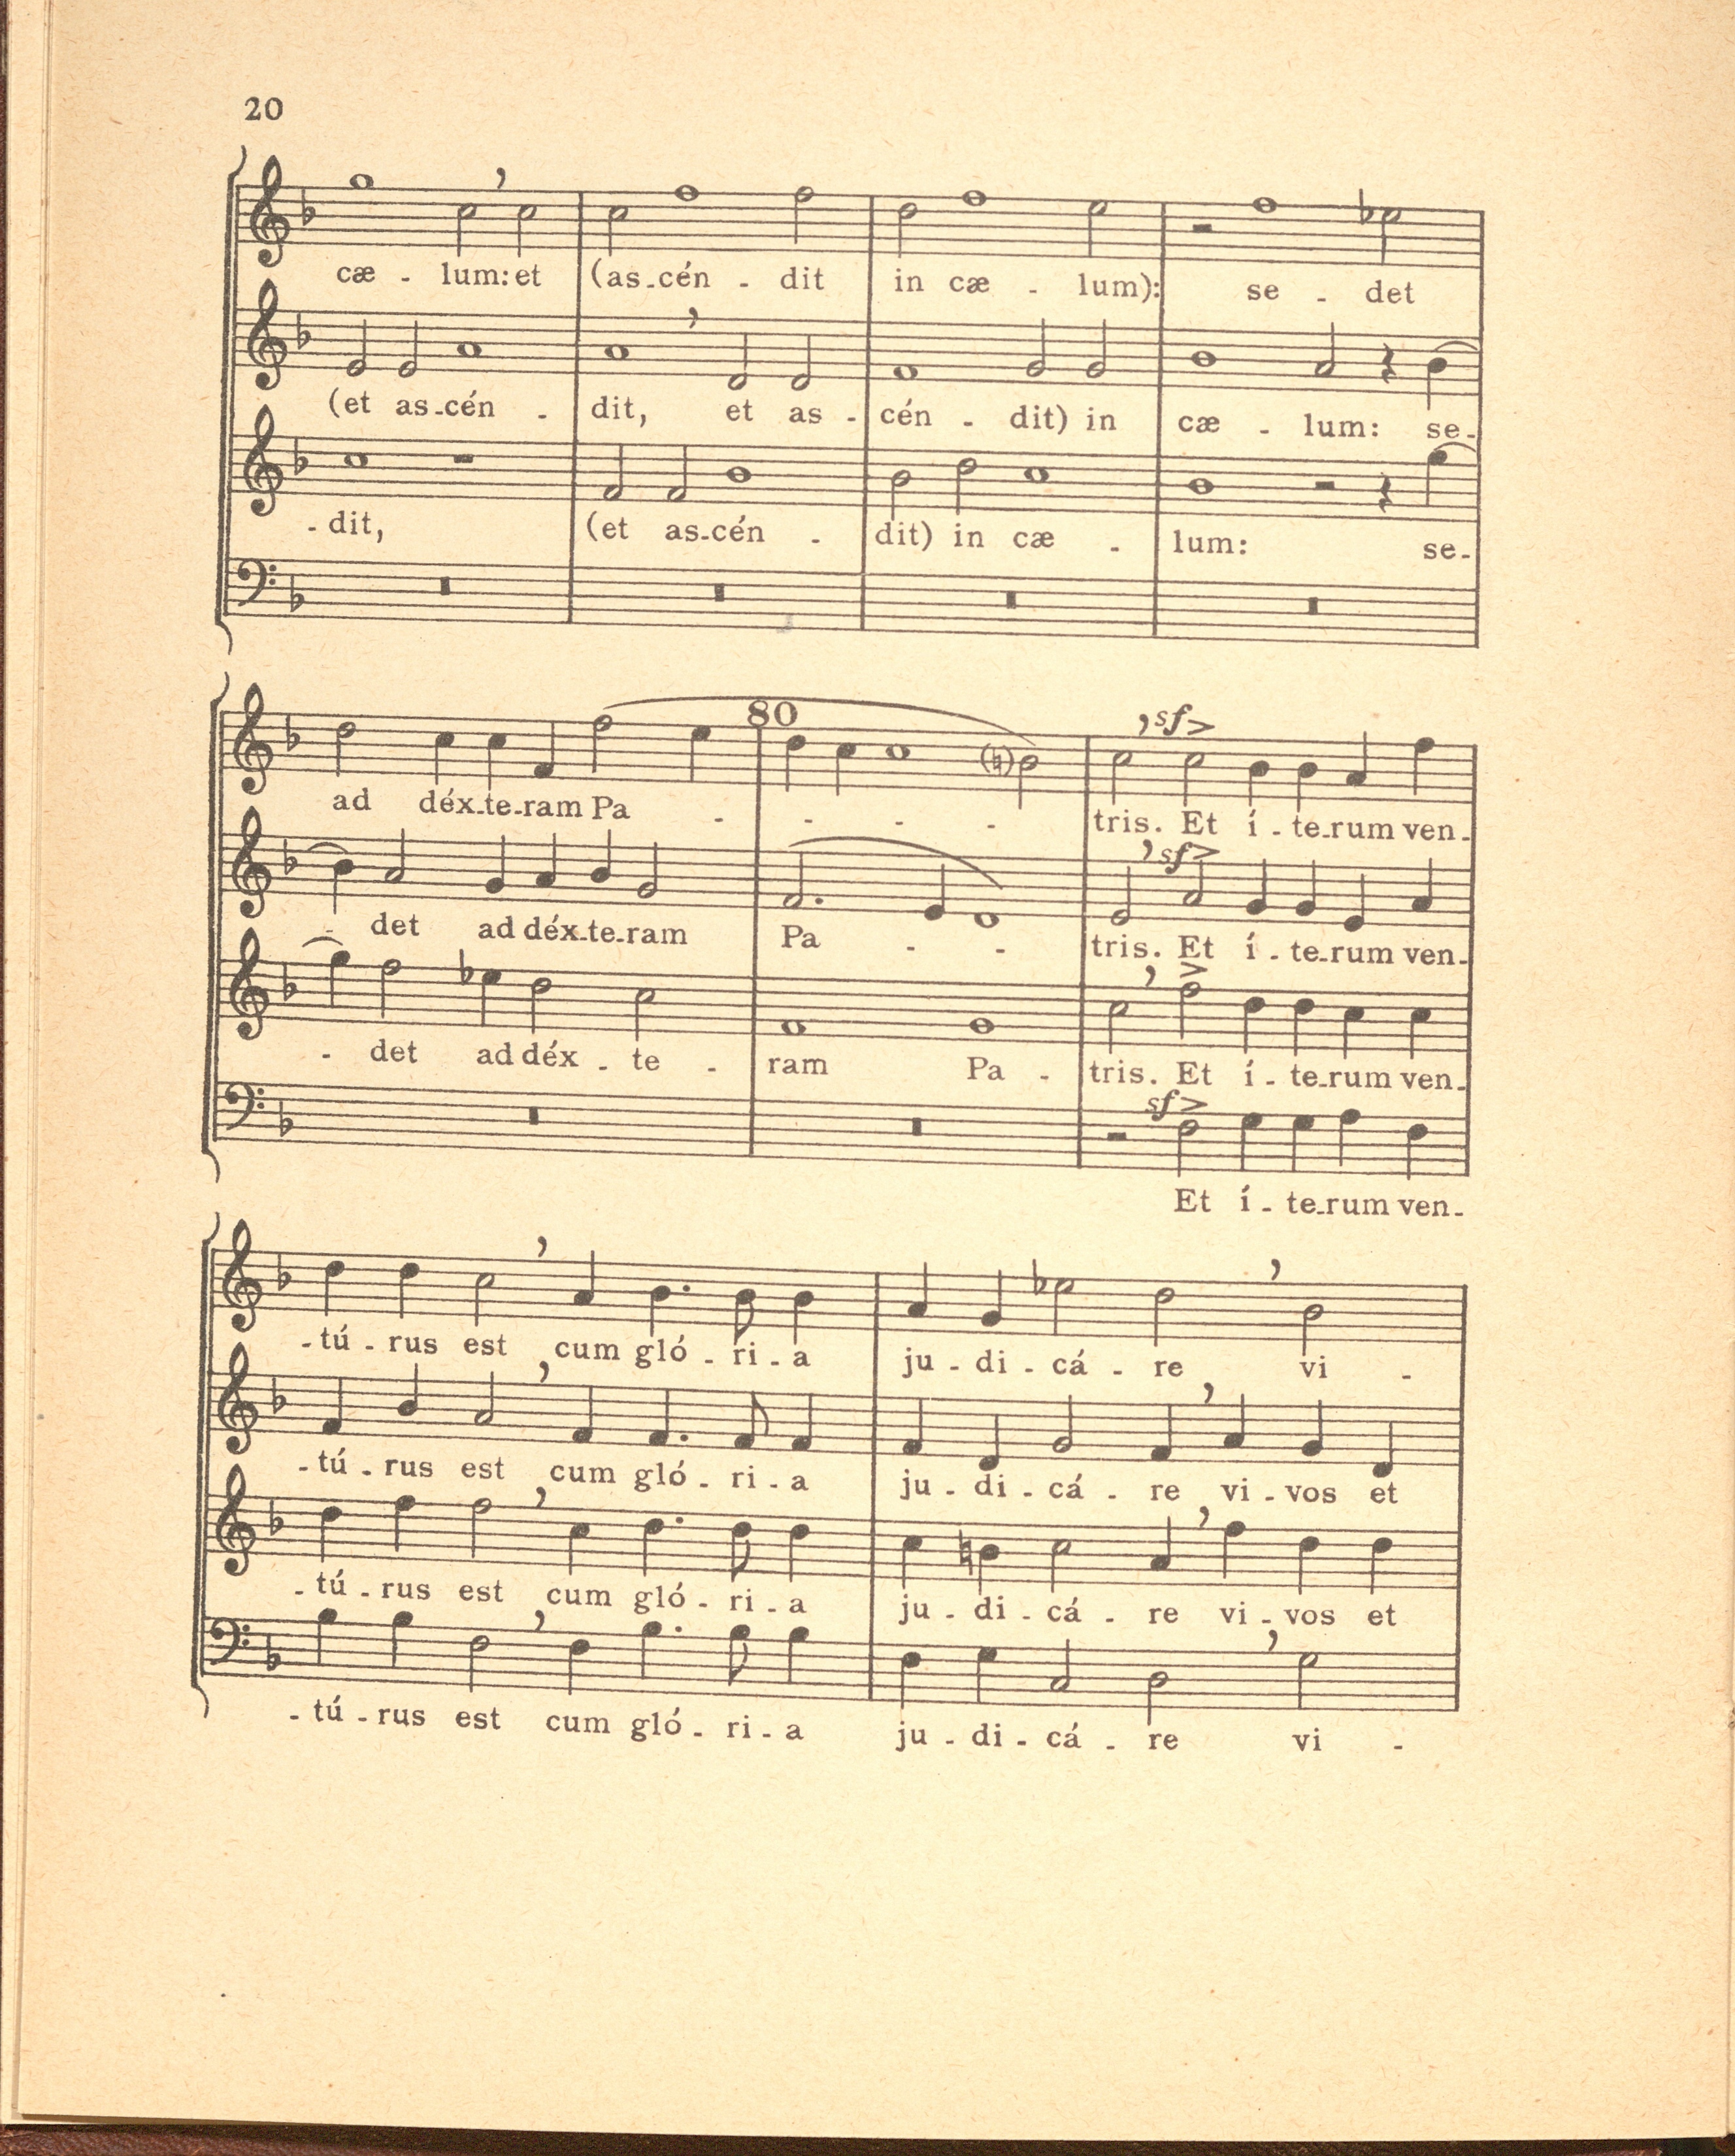 20
cæ - lum: et (as-cén - dit in cæ - lum): se - det
(et as-cén - dit, et as - cén - dit) in cæ - lum: se-
- dit, (et as-cén - dit) in cæ - lum: se-
80
sf
ad déx-te-ram Pa - - - - tris. Et í - te-rum ven-
sf
- det ad déx-te-ram Pa - - tris. Et í - te-rum ven-
- det ad déx - te - ram Pa - tris. Et í - te-rum ven-
sf
Et í - te-rum ven-
- tú - rus est cum gló - ri - a ju - di - cá - re vi -
- tú - rus est cum gló - ri - a ju - di - cá - re vi - vos et
- tú - rus est cum gló - ri - a ju - di - cá - re vi - vos et
- tú - rus est cum gló - ri - a ju - di - cá - re vi -